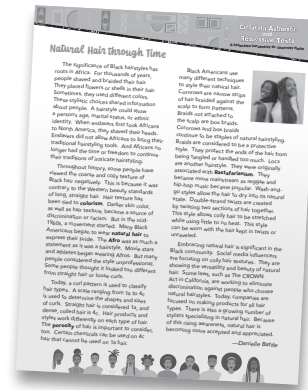 Culturally Authentic
and
Responsive Texts
Natural Hair Through Time
The significance of Black hairstyles has
roots in Africa. For thousands of years,
people shaved and braided their hair.
They placed flowers or shells in their hair.
Sometimes, they used different colors.
These stylistic choices shared information
about people. A hairstyle could show
a person's age, marital status, or ethnic
identity. When enslavers first took Africans
to North America, they shaved their heads.
Enslavers did not allow Africans to bring their
traditional hairstyling tools. And Africans no
longer had the time or freedom to continue
their traditions of intricate hairstyling.
Throughout history, some people have
viewed the coarse and coily texture of
Black hair negatively. This is because it was
contrary to the Western beauty standards
of long, straight hair. Hair texture has
been tied to colorism. Darker skin color,
as well as hair texture, became a source of
discrimination or racism. But in the mid-
1960s, a movement started. Many Black
Americans began to wear natural hair to
express their pride. The Afro was as much a
statement as it was a hairstyle. Movie stars
and athletes began wearing Afros. But many
people considered the style unprofessional.
Some people thought it looked too different
from straight hair or loose curls.
Today, a curl pattern is used to classify
hair types. A scale ranging from 1a to 4c
is used to determine the shapes and sizes
of curls. Straight hair is considered 1a, and
dense, coiled hair is 4c. Hair products and
styles work differently on each type of hair.
The porosity of hair is important to consider,
too. Certain chemicals can be used on 4c
hair that cannot be used on 1a hair.
Black Americans use
many different techniques
to style their natural hair.
Cornrows are narrow strips
of hair braided against the
scalp to form patterns.
Braids not attached to
the scalp are box braids.
Cornrows and box braids
continue to be staples of natural hairstyling.
Braids are considered to be a protective
style. They protect the ends of the hair from
being tangled or handled too much. Locs
are another hairstyle. They were originally
associated with Rastafarianism. They
became more mainstream as reggae and
hip-hop music became popular. Wash-and-
go styles allow the hair to dry into its natural
state. Double-strand twists are created
by twisting two sections of hair together.
This style allows coily hair to be stretched
while using little to no heat. This style
can be worn with the hair kept in twists or
unraveled.
Embracing natural hair is significant in the
Black community. Social media influencers
are focusing on coily hair textures. They are
showing the versatility and beauty of natural
hair. Some laws, such as The CROWN
Act in California, are working to eliminate
discrimination against people who choose
natural hair styles. Today, companies are
focused on making products for all hair
types. There is also a growing number of
stylists specializing in natural hair. Because
of this rising awareness, natural hair is
becoming more accepted and appreciated.
—Danielle Battle